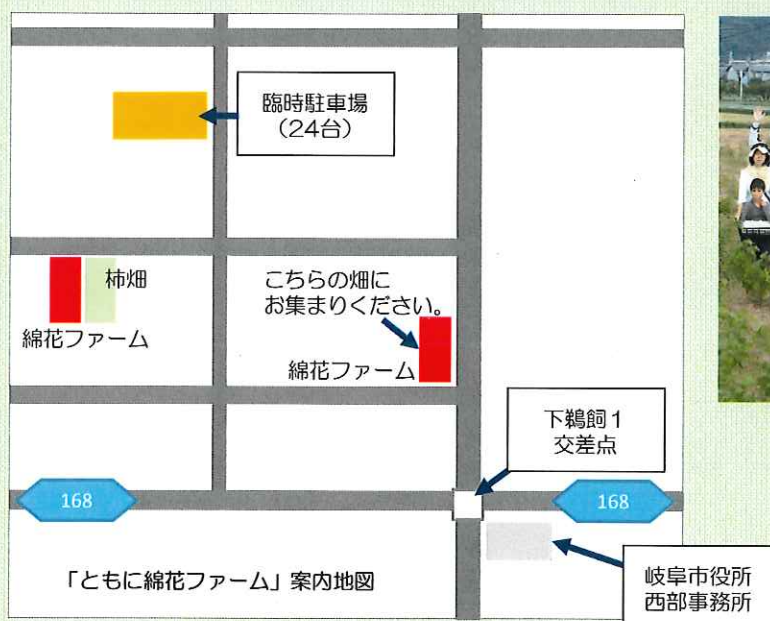 臨時駐車場
(24台)
柿畑
綿花ファーム
こちらの畑に
お集まりください。
綿花ファーム
下鵜飼1
交差点
168
168
「ともに綿花ファーム」案内地図
岐阜市役所
西部事務所